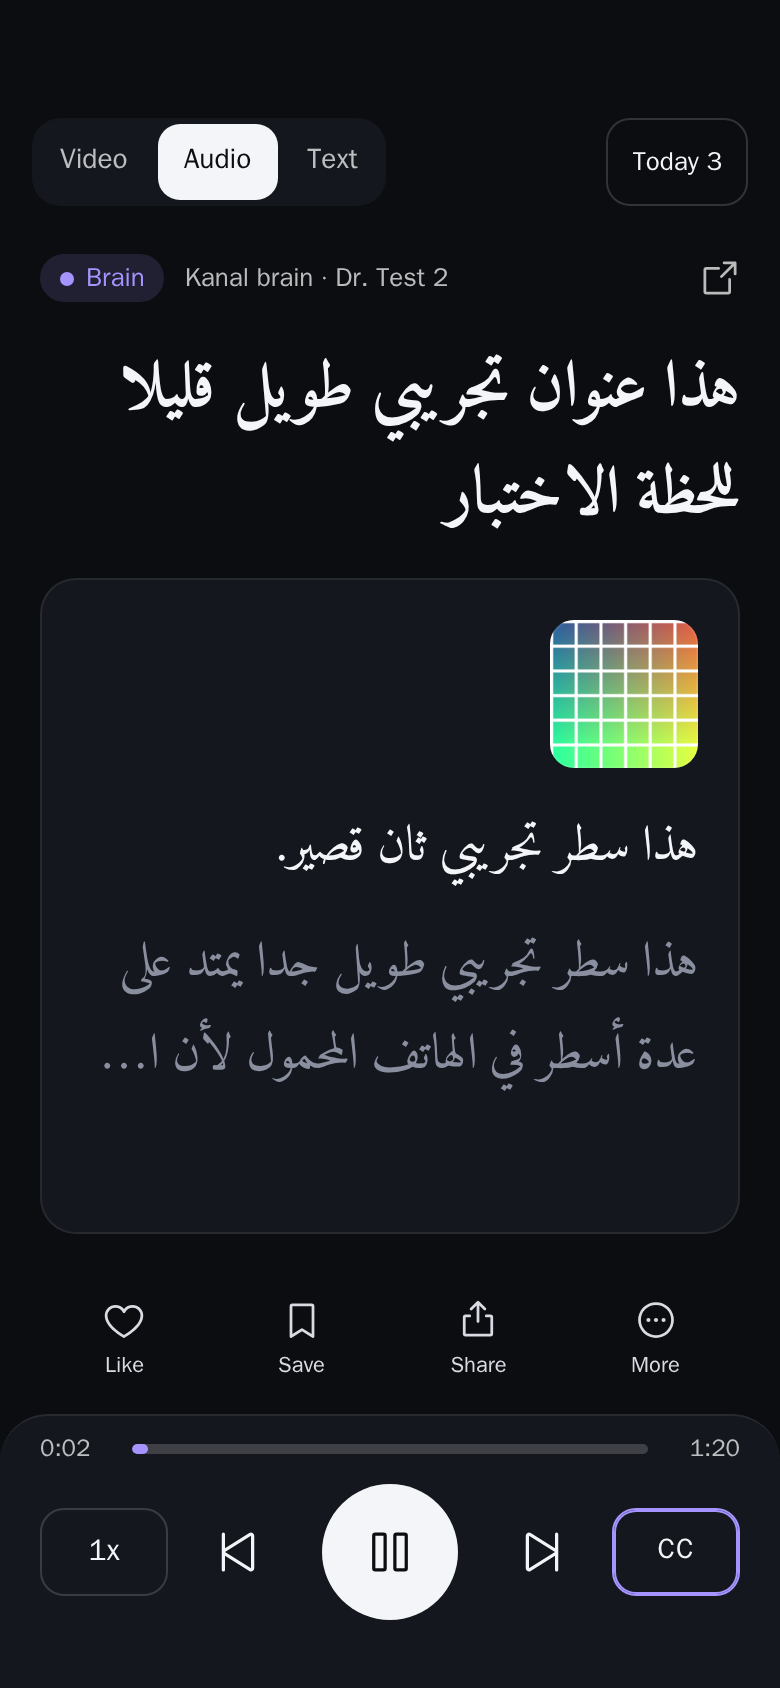 Video
Audio
Text
Today 3
Brain
Kanal brain · Dr. Test 2
هذا عنوان تجريبي طويل قليلا
للحظة الاختبار
هذا سطر تجريبي ثان قصير.
هذا سطر تجريبي طويل جدا يمتد على
عدة أسطر في الهاتف المحمول لأن ا...
Like
Save
Share
More
0:02
1:20
1x
CC